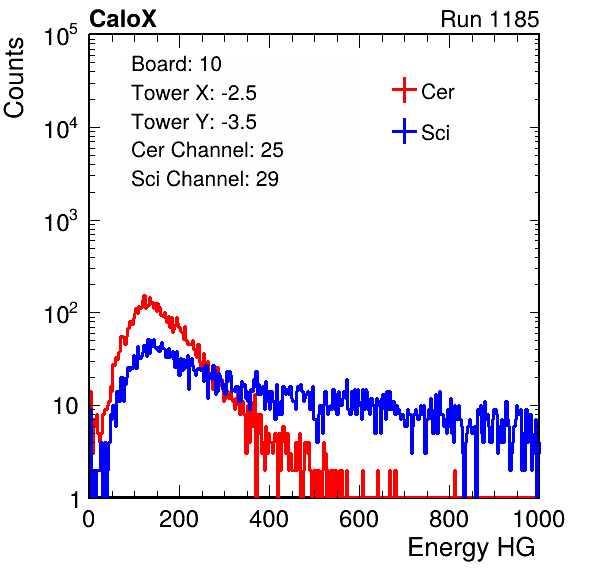 CaloX Run 1185
Counts
Board: 10
Tower X: -2.5
Tower Y: -3.5
Cer Channel: 25
Sci Channel: 29
Cer
Sci
10^5
10^4
10^3
10^2
10
1
0 200 400 600 800 1000
Energy HG